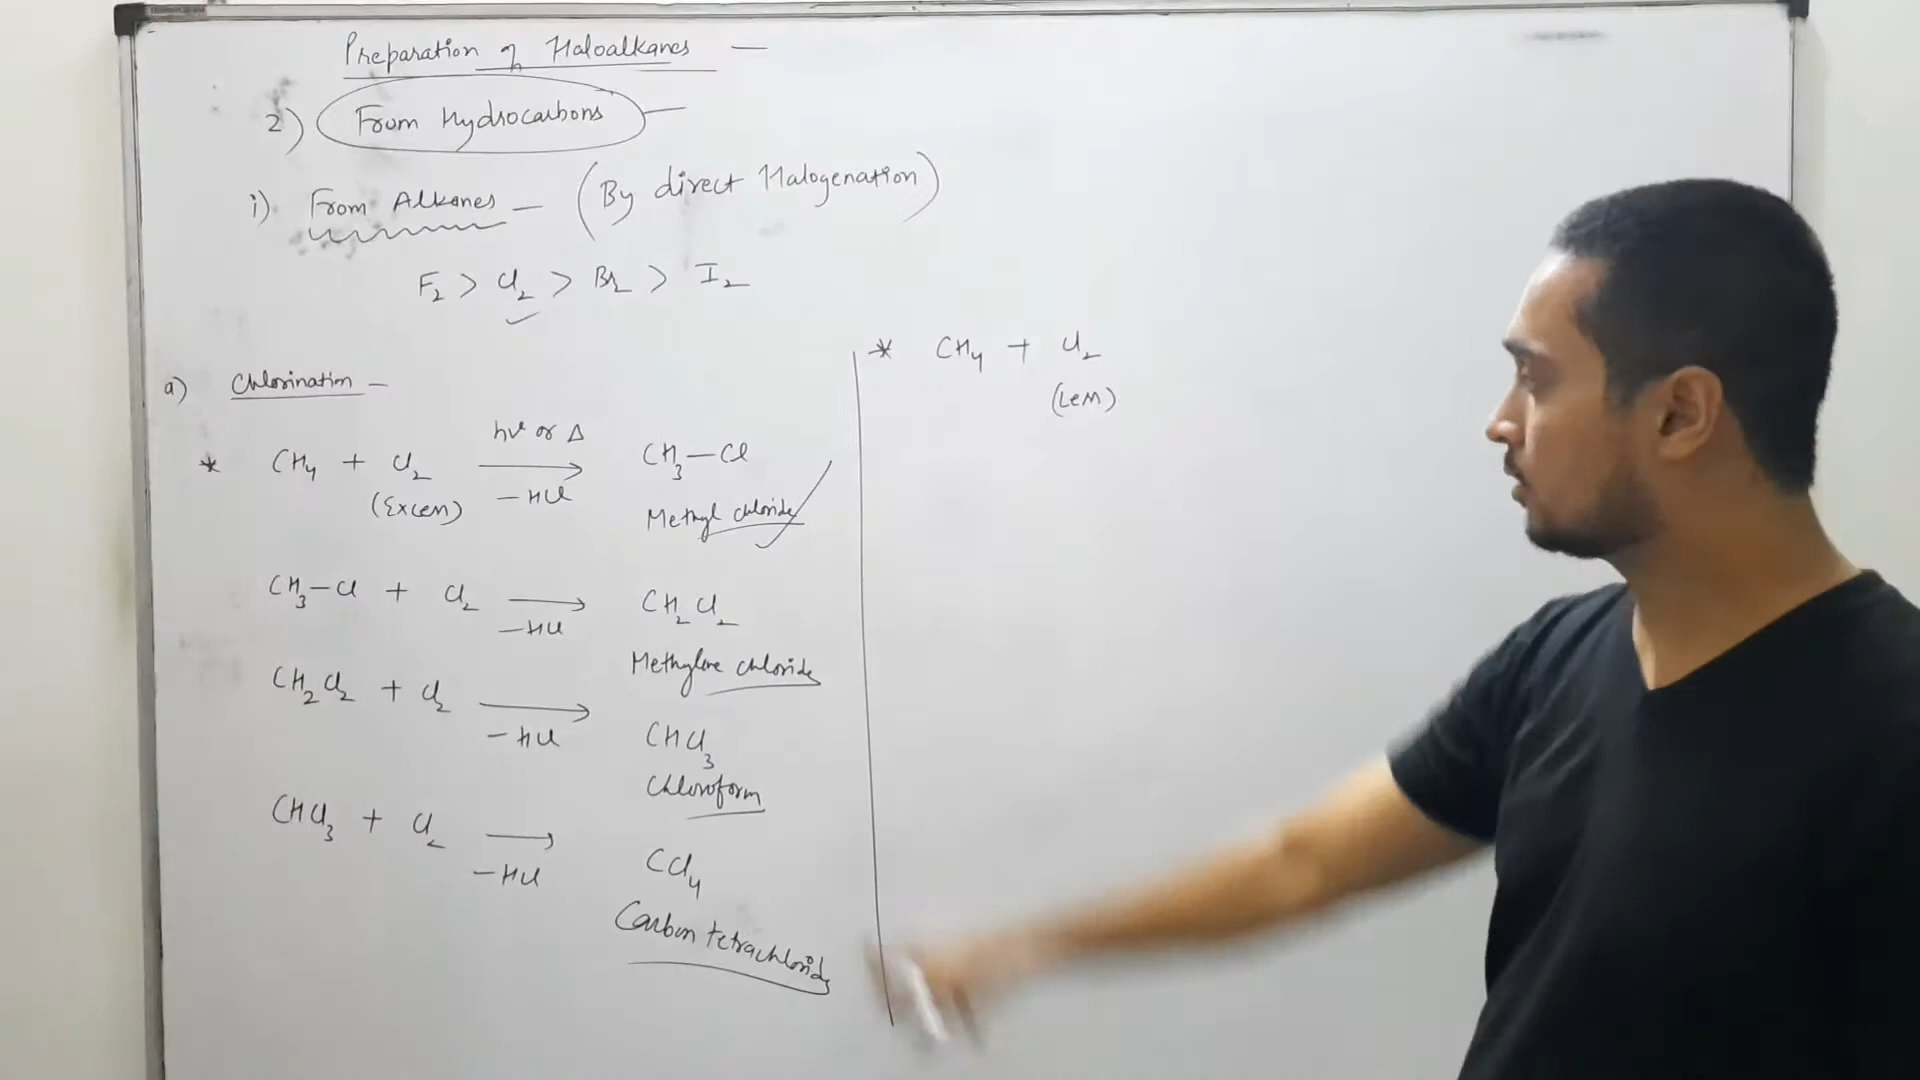 Preparation of Haloalkanes —
2) From Hydrocarbons —
i) From Alkanes — (By direct Halogenation)
F₂ > Cl₂ > Br₂ > I₂
a) Chlorination —
* CH₄ + Cl₂ (Excess) hν or Δ → -HCl CH₃—Cl
Methyl chloride
CH₃—Cl + Cl₂ → -HCl CH₂Cl₂
Methylene chloride
CH₂Cl₂ + Cl₂ → -HCl CHCl₃
Chloroform
CHCl₃ + Cl₂ → -HCl CCl₄
Carbon tetrachloride
* CH₄ + Cl₂
(Less)